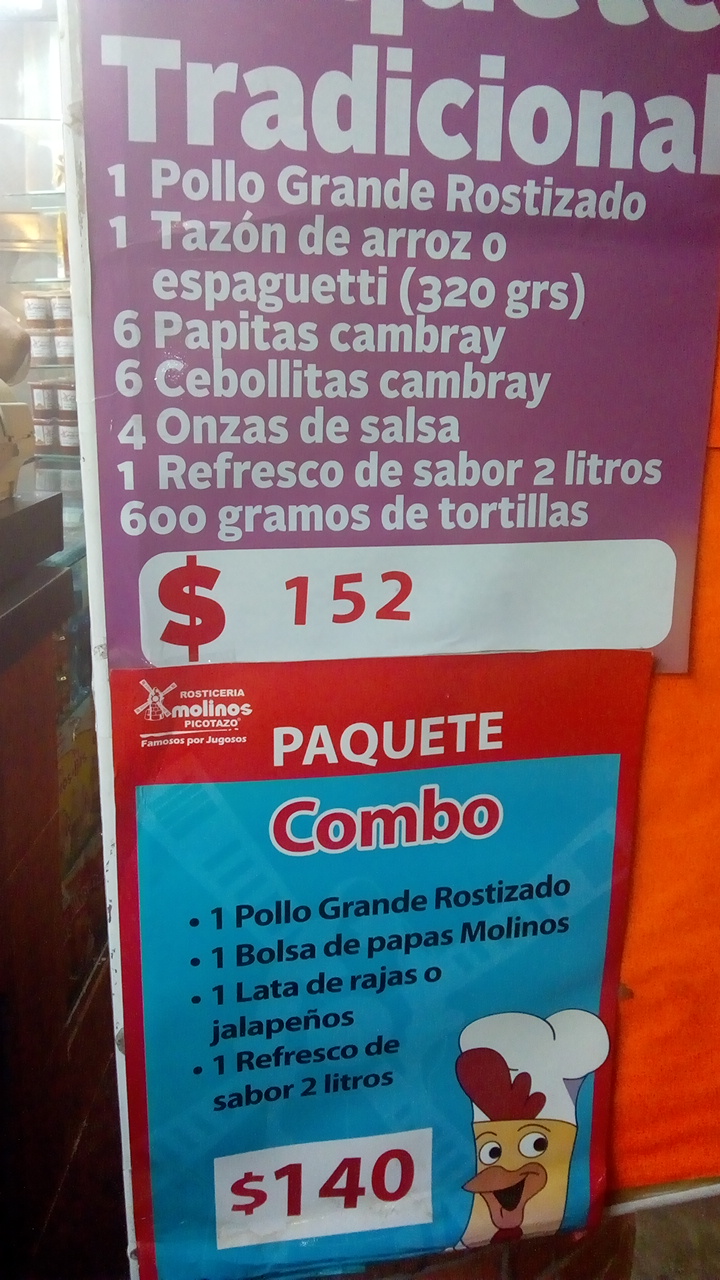 Tradicional
1 Pollo Grande Rostizado
1 Tazón de arroz o
espaguetti (320 grs)
6 Papitas cambray
6 Cebollitas cambray
4 Onzas de salsa
1 Refresco de sabor 2 litros
600 gramos de tortillas
$ 152
ROSTICERIA
molinos
PICOTAZO
Famosos por Jugosos
PAQUETE
Combo
• 1 Pollo Grande Rostizado
• 1 Bolsa de papas Molinos
• 1 Lata de rajas o
jalapeños
• 1 Refresco de
sabor 2 litros
$140